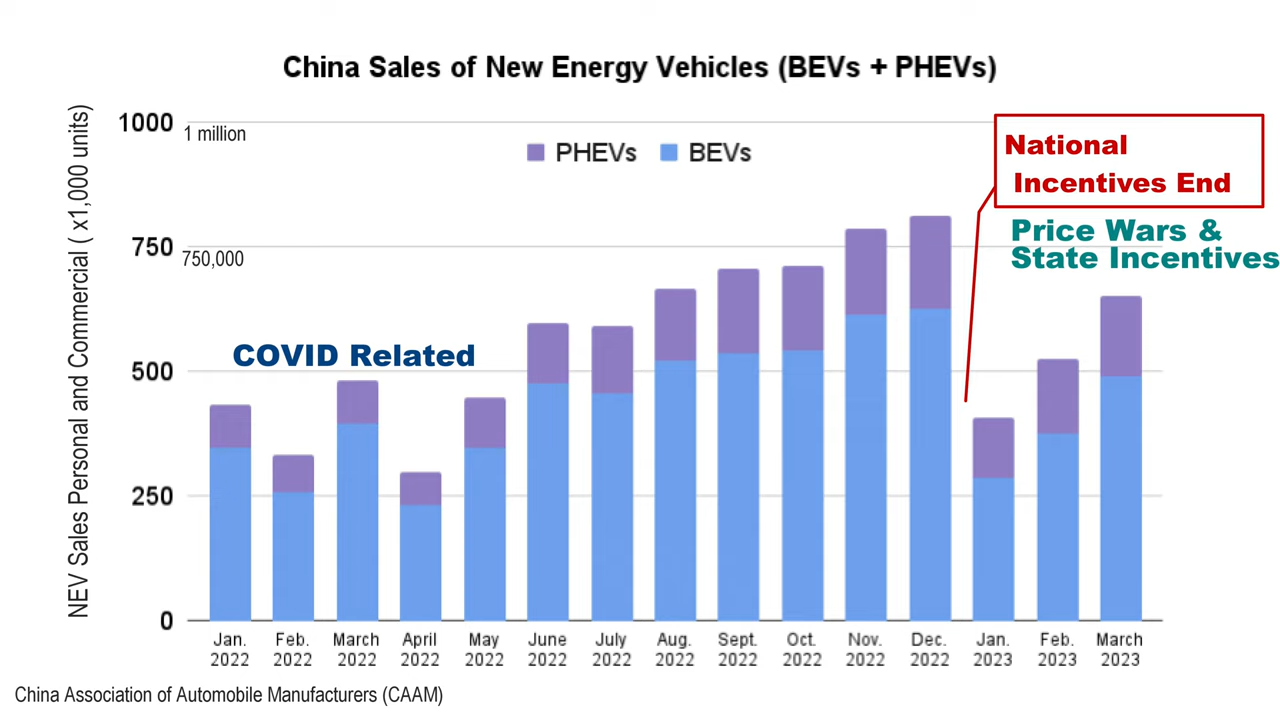 China Sales of New Energy Vehicles (BEVs + PHEVs)
NEV Sales Personal and Commercial ( x1,000 units)
1000
1 million
PHEVs
BEVs
National
Incentives End
Price Wars &
State Incentives
750
750,000
COVID Related
500
250
0
Jan.
2022
Feb.
2022
March
2022
April
2022
May
2022
June
2022
July
2022
Aug.
2022
Sept.
2022
Oct.
2022
Nov.
2022
Dec.
2022
Jan.
2023
Feb.
2023
March
2023
China Association of Automobile Manufacturers (CAAM)